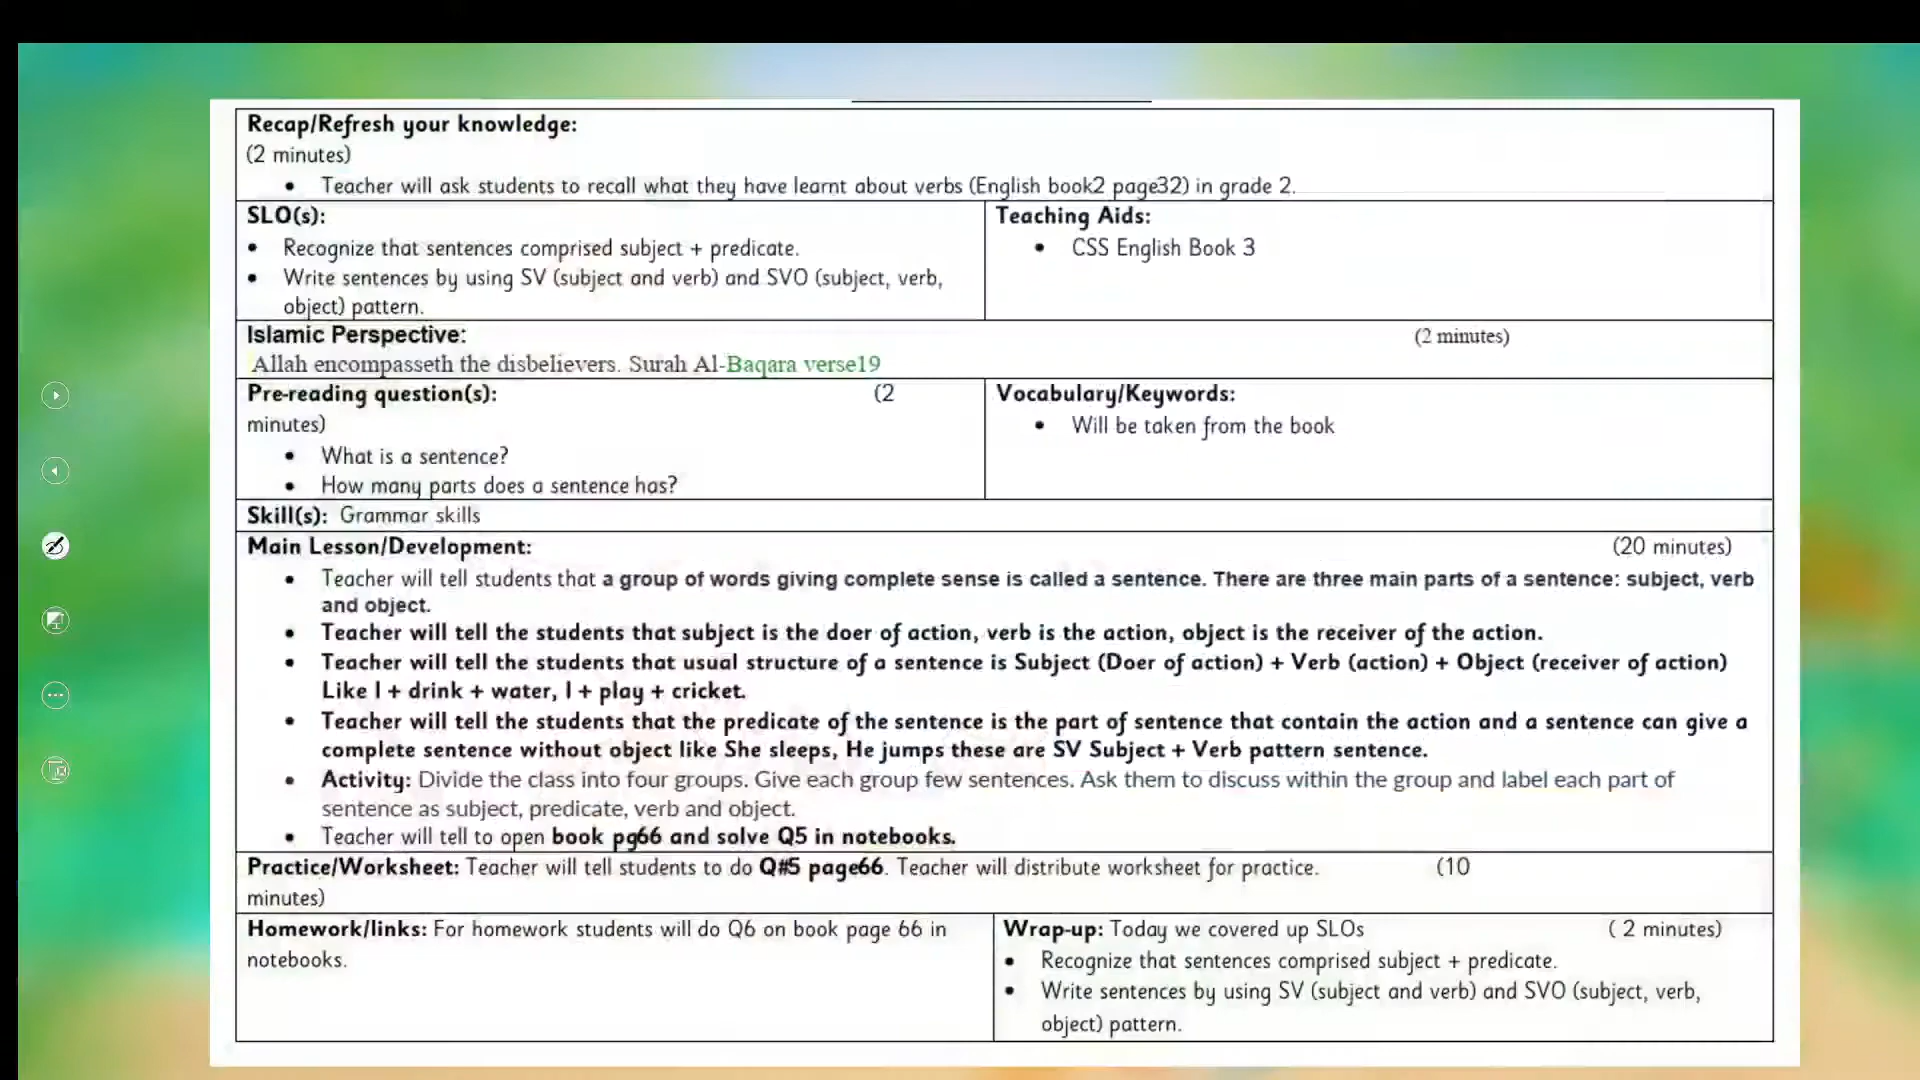 Recap/Refresh your knowledge:
(2 minutes)
• Teacher will ask students to recall what they have learnt about verbs (English book2 page32) in grade 2.
SLO(s):
• Recognize that sentences comprised subject + predicate.
• Write sentences by using SV (subject and verb) and SVO (subject, verb,
object) pattern.
Teaching Aids:
• CSS English Book 3
Islamic Perspective: (2 minutes)
Allah encompasseth the disbelievers. Surah Al-Baqara verse19
Pre-reading question(s): (2
minutes)
• What is a sentence?
• How many parts does a sentence has?
Vocabulary/Keywords:
• Will be taken from the book
Skill(s): Grammar skills
Main Lesson/Development: (20 minutes)
• Teacher will tell students that a group of words giving complete sense is called a sentence. There are three main parts of a sentence: subject, verb
and object.
• Teacher will tell the students that subject is the doer of action, verb is the action, object is the receiver of the action.
• Teacher will tell the students that usual structure of a sentence is Subject (Doer of action) + Verb (action) + Object (receiver of action)
Like I + drink + water, I + play + cricket.
• Teacher will tell the students that the predicate of the sentence is the part of sentence that contain the action and a sentence can give a
complete sentence without object like She sleeps, He jumps these are SV Subject + Verb pattern sentence.
• Activity: Divide the class into four groups. Give each group few sentences. Ask them to discuss within the group and label each part of
sentence as subject, predicate, verb and object.
• Teacher will tell to open book pg66 and solve Q5 in notebooks.
Practice/Worksheet: Teacher will tell students to do Q#5 page66. Teacher will distribute worksheet for practice. (10
minutes)
Homework/links: For homework students will do Q6 on book page 66 in
notebooks.
Wrap-up: Today we covered up SLOs ( 2 minutes)
• Recognize that sentences comprised subject + predicate.
• Write sentences by using SV (subject and verb) and SVO (subject, verb,
object) pattern.